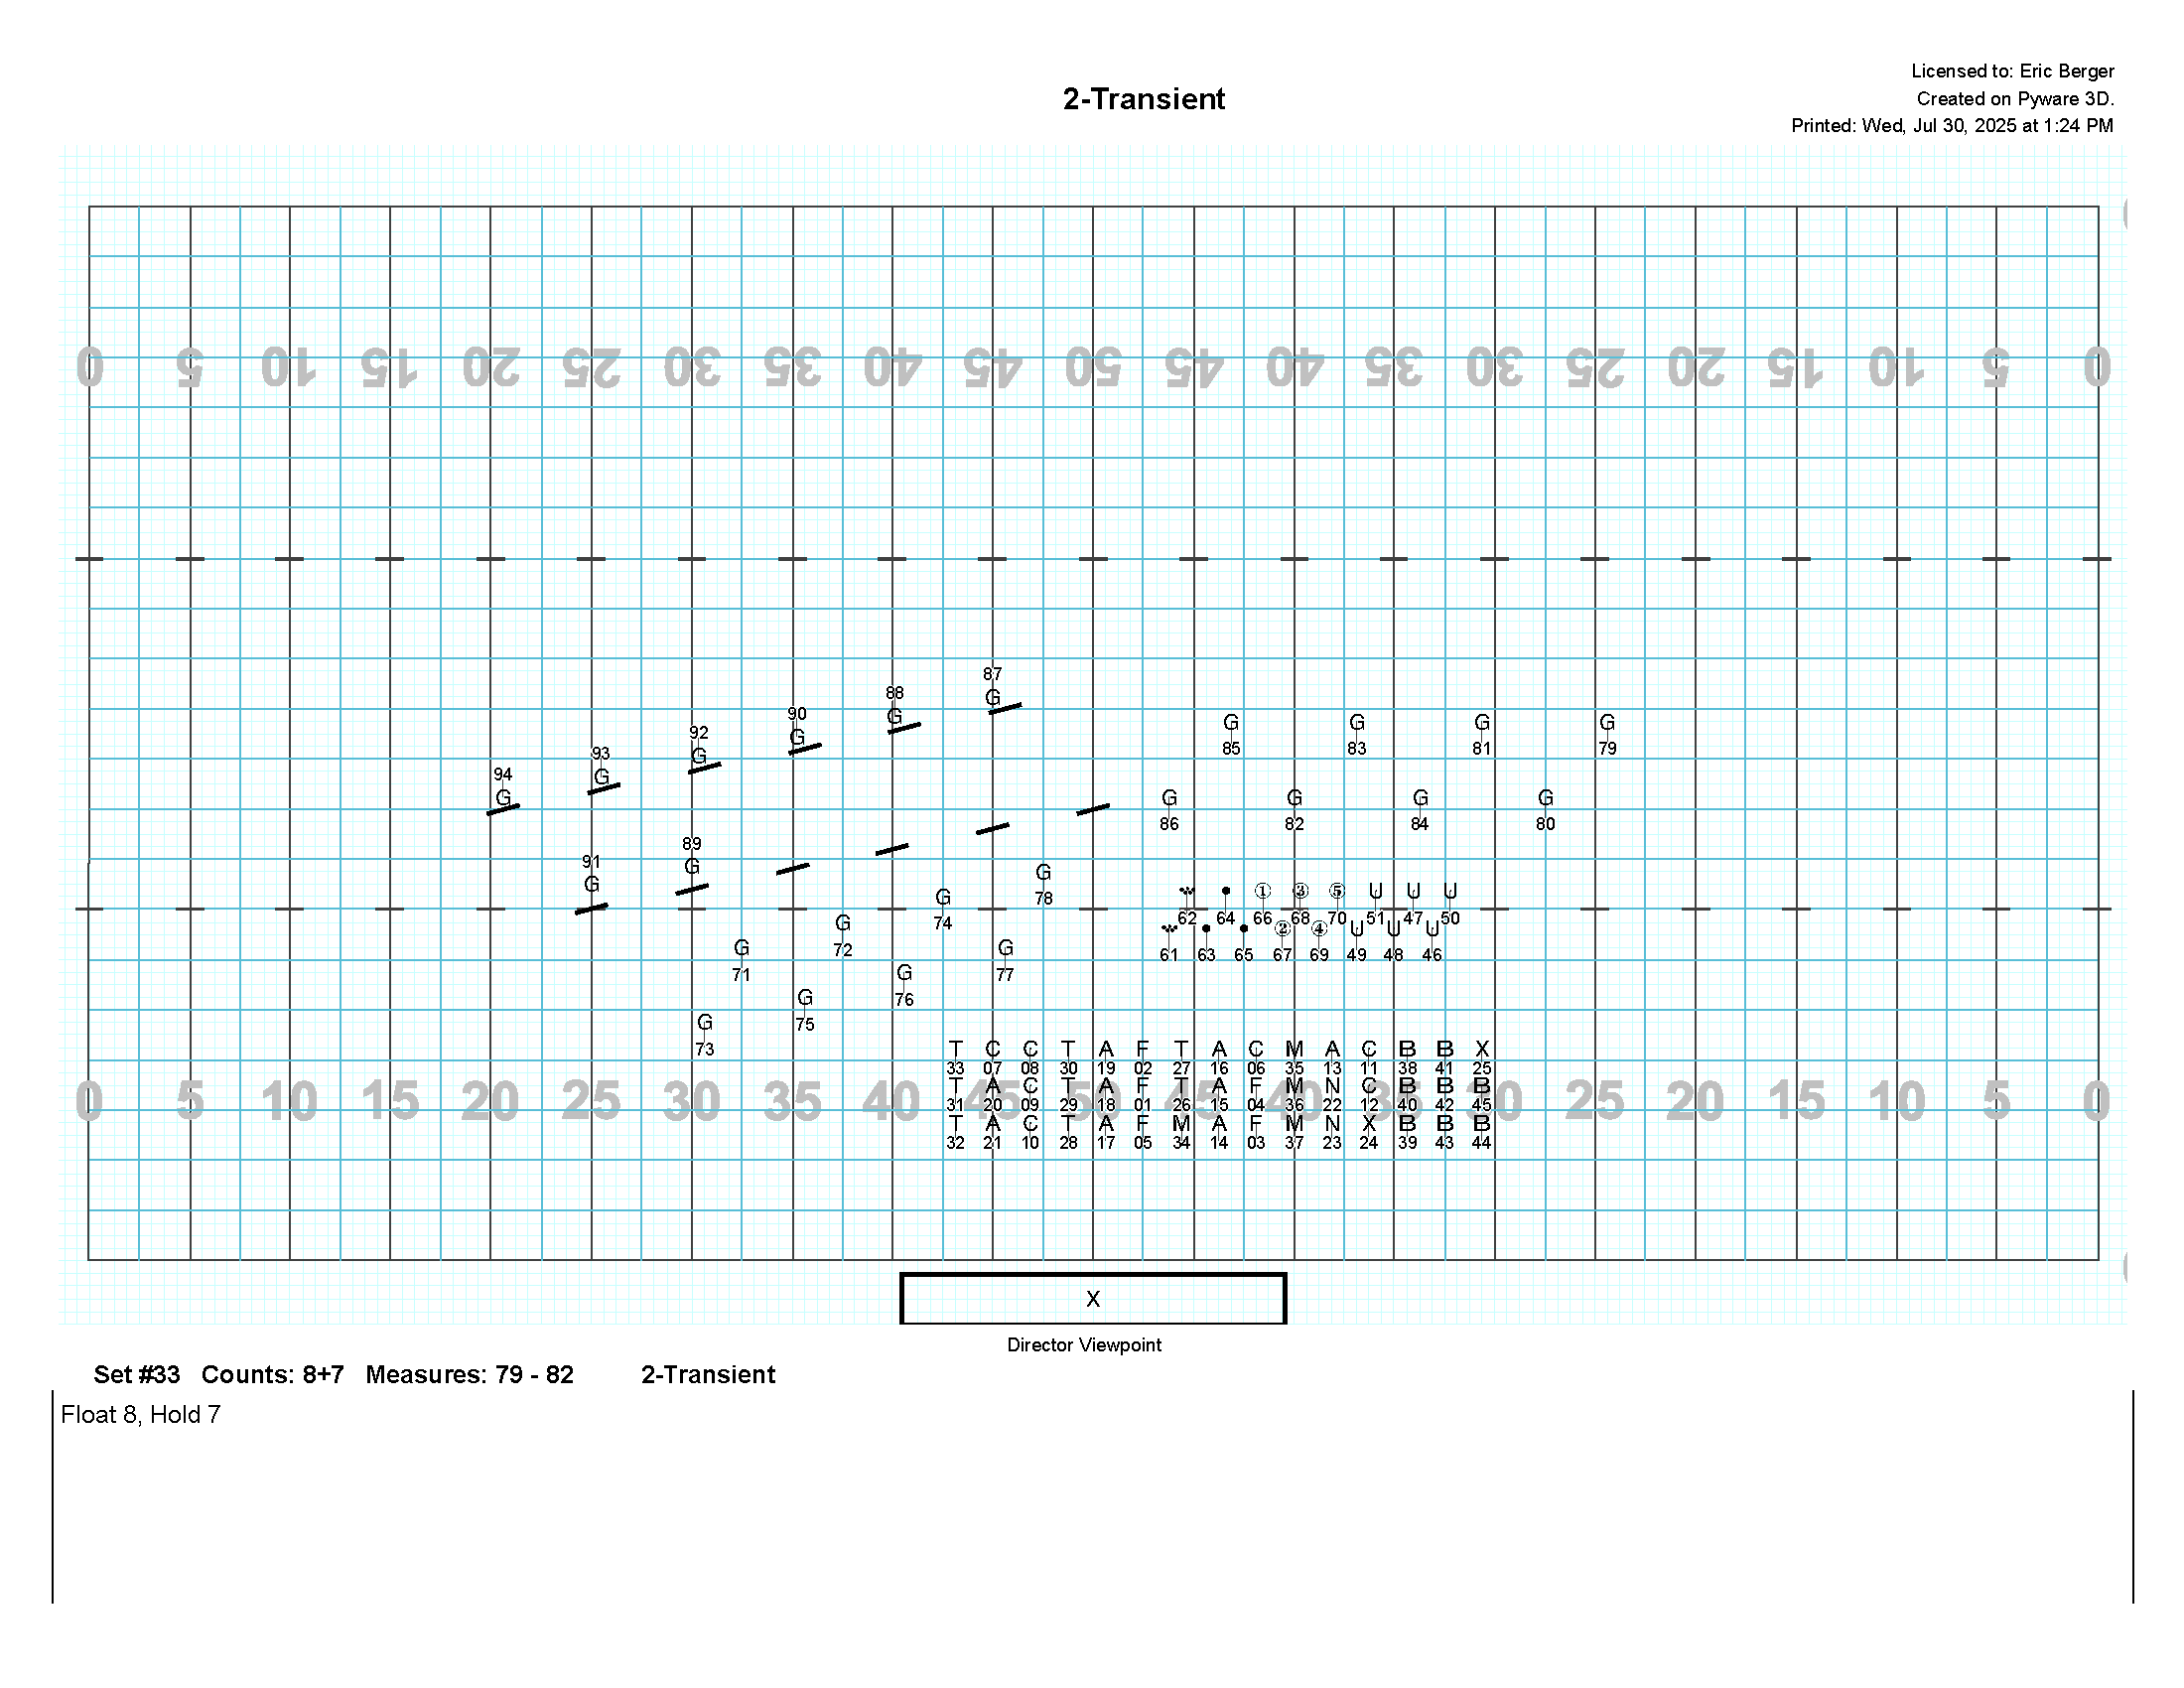 Licensed to: Eric Berger
2-Transient
Created on Pyware 3D.
Printed: Wed, Jul 30, 2025 at 1:24 PM
0 5 10 15 20 25 30 35 40 45 50 45 40 35 30 25 20 15 10 5 0
87
G
88
G
90
G
G G G G
85 83 81 79
92
G
93
G
94
G
G G G G
86 82 84 80
89
G
91
G
G
78
① ③ ⑤ U U U
62 64 66 68 70 51 47 50
G
74
② ④ U U U
61 63 65 67 69 49 48 46
G
72
G G
71 77
G
76
G
75
G
73
T C C T A F T A C M A C B B X
33 07 08 30 19 02 27 16 06 35 13 11 38 41 25
T A C T A F T A F M N C B B B
31 20 09 29 18 01 26 15 04 36 22 12 40 42 45
0 5 10 15 20 25 30 35 40 45 50 45 40 35 30 25 20 15 10 5 0
T A C T A F M A F M N X B B B
32 21 10 28 17 05 34 14 03 37 23 24 39 43 44
X
Director Viewpoint
Set #33 Counts: 8+7 Measures: 79 - 82 2-Transient
Float 8, Hold 7